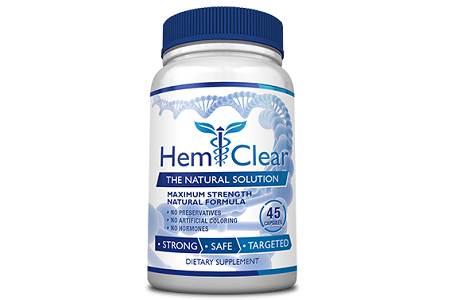 HemClear
THE NATURAL SOLUTION
MAXIMUM STRENGTH
NATURAL FORMULA
• NO PRESERVATIVES
• NO ARTIFICIAL COLORING
• NO HORMONES
45
CAPSULES
• STRONG • SAFE • TARGETED
DIETARY SUPPLEMENT